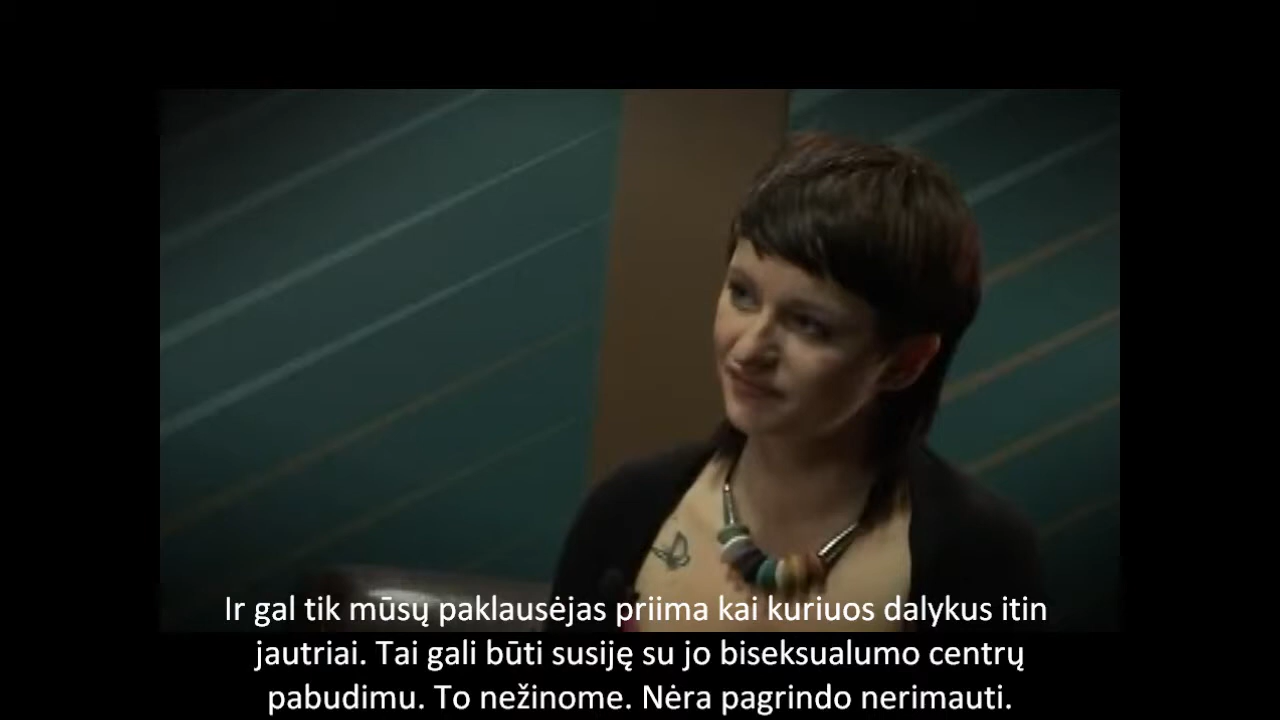 Ir gal tik mūsų paklausėjas priima kai kuriuos dalykus itin
jautriai. Tai gali būti susiję su jo biseksualumo centrų
pabudimu. To nežinome. Nėra pagrindo nerimauti.